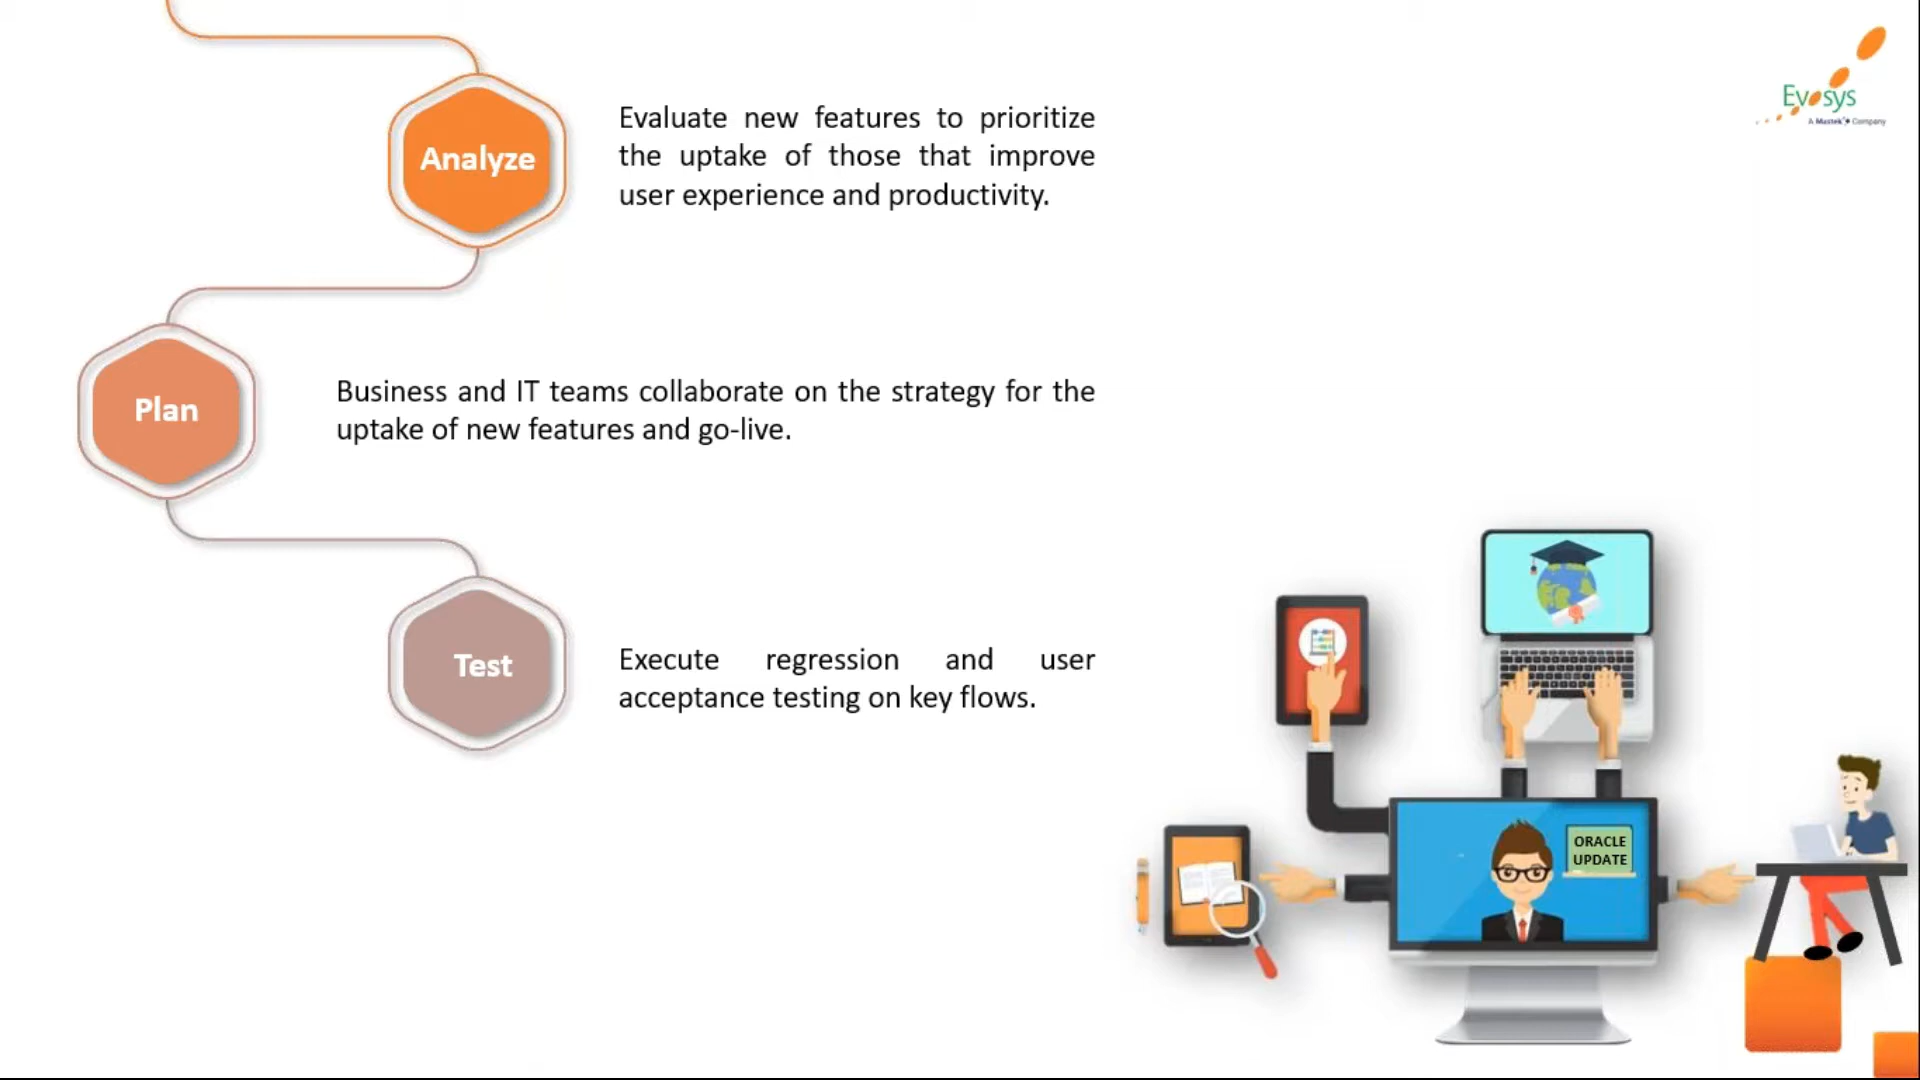 Evosys
A Mastek Company
Analyze
Evaluate new features to prioritize
the uptake of those that improve
user experience and productivity.
Plan
Business and IT teams collaborate on the strategy for the
uptake of new features and go-live.
Test
Execute regression and user
acceptance testing on key flows.
ORACLE
UPDATE